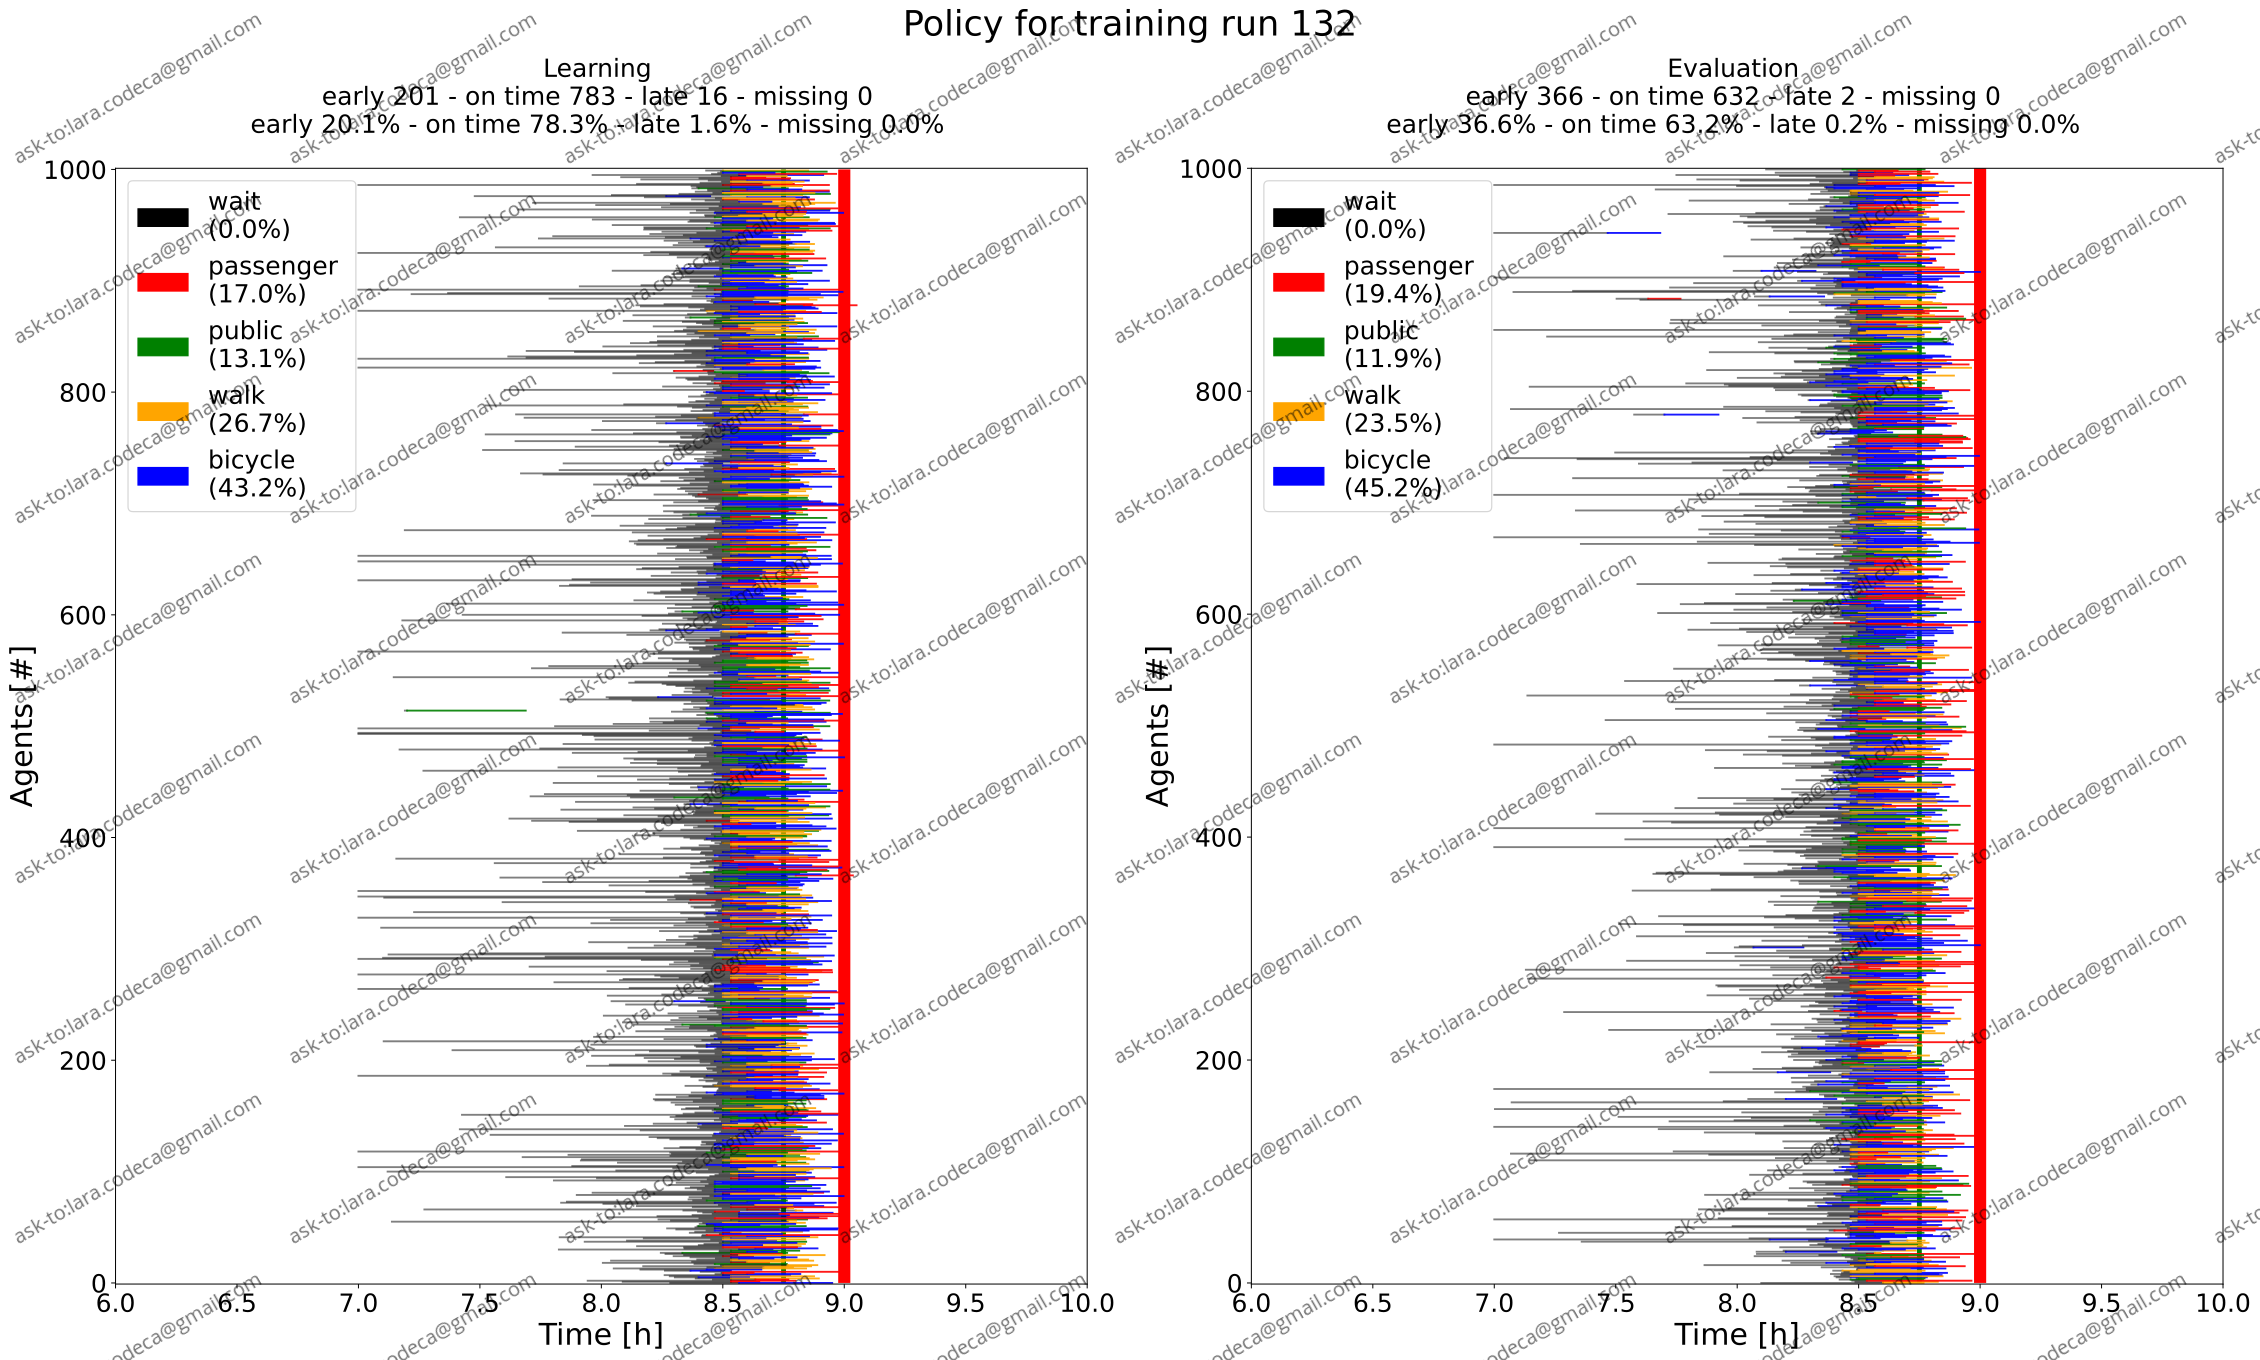 Policy for training run 132
Learning
early 201 - on time 783 - late 16 - missing 0
early 20.1% - on time 78.3% - late 1.6% - missing 0.0%
1000
800
600
400
200
0
Agents [#]
wait
(0.0%)
passenger
(17.0%)
public
(13.1%)
walk
(26.7%)
bicycle
(43.2%)
6.0 6.5 7.0 7.5 8.0 8.5 9.0 9.5 10.0
Time [h]
Evaluation
early 366 - on time 632 - late 2 - missing 0
early 36.6% - on time 63.2% - late 0.2% - missing 0.0%
1000
800
600
400
200
0
Agents [#]
wait
(0.0%)
passenger
(19.4%)
public
(11.9%)
walk
(23.5%)
bicycle
(45.2%)
6.0 6.5 7.0 7.5 8.0 8.5 9.0 9.5 10.0
Time [h]
ask-to:lara.codeca@gmail.com